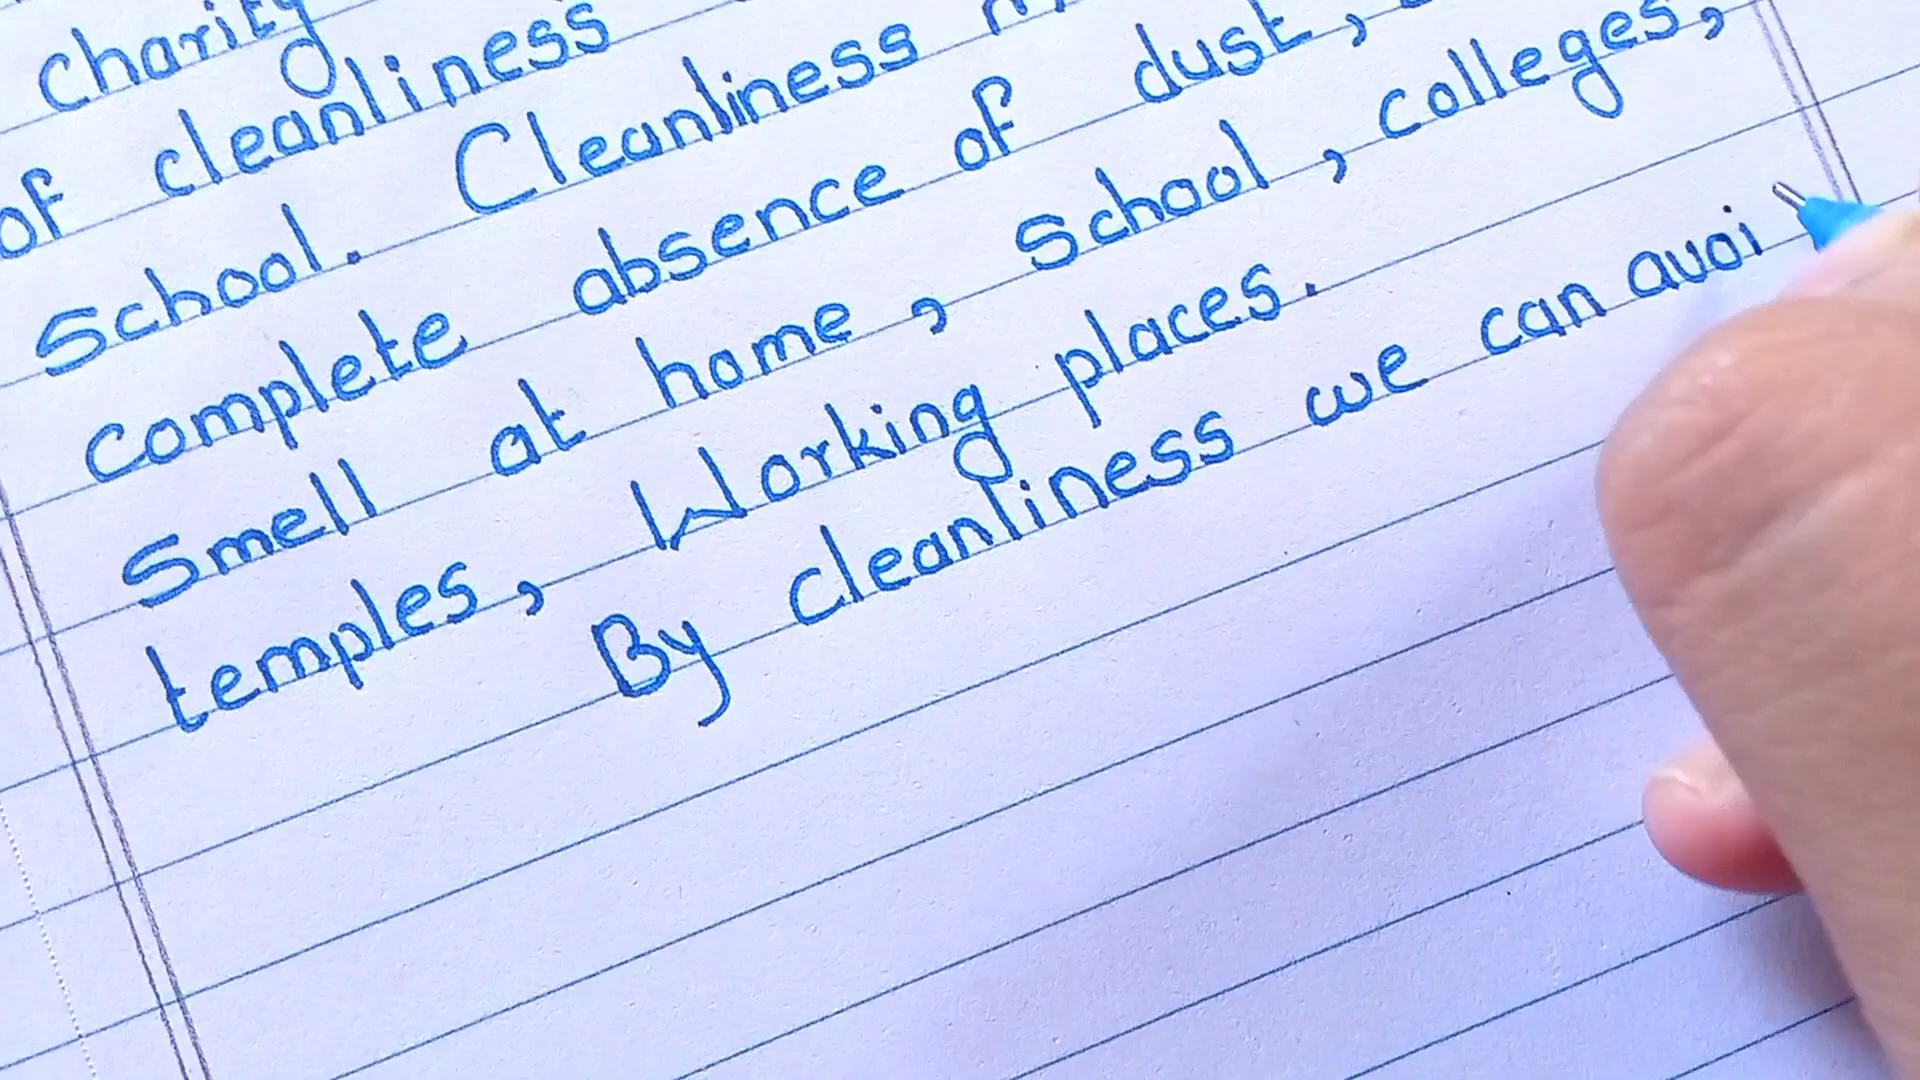 charity
of cleanliness
School. Cleanliness
complete absence of dust,
Smell at home, School, colleges,
temples, Working places.
By cleanliness we can avoi